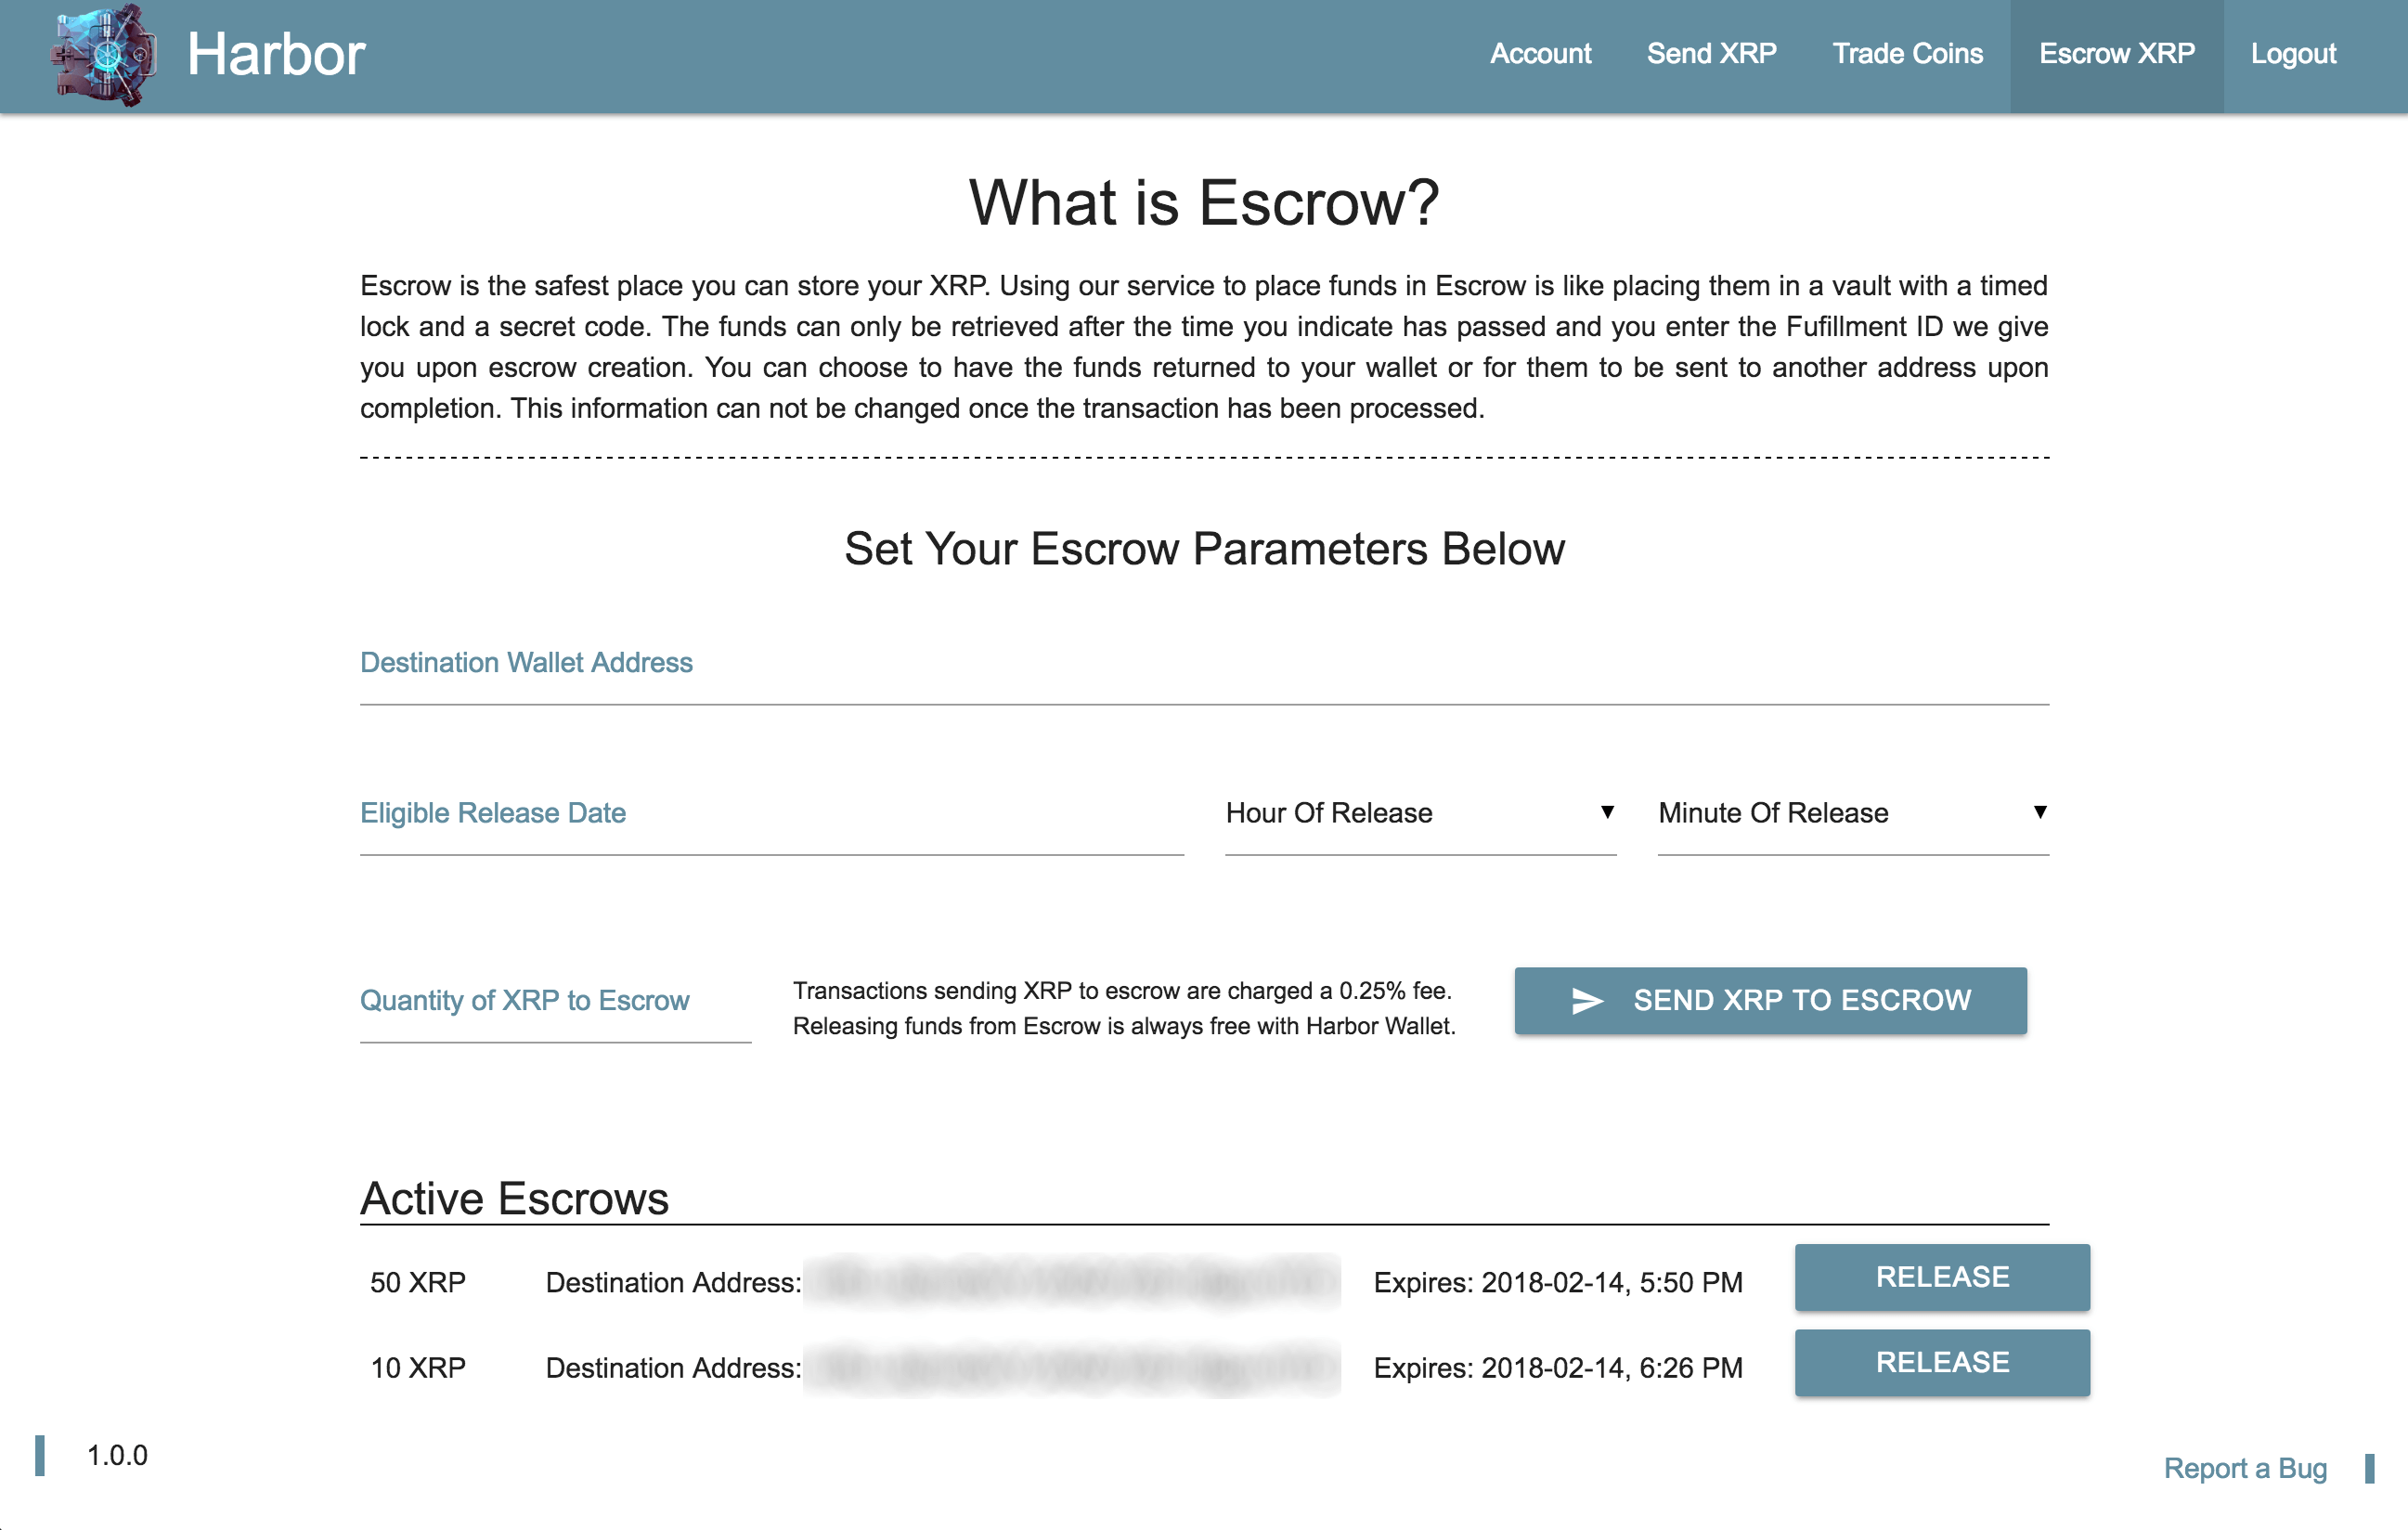 Harbor
Account
Send XRP
Trade Coins
Escrow XRP
Logout
What is Escrow?
Escrow is the safest place you can store your XRP. Using our service to place funds in Escrow is like placing them in a vault with a timed
lock and a secret code. The funds can only be retrieved after the time you indicate has passed and you enter the Fufillment ID we give
you upon escrow creation. You can choose to have the funds returned to your wallet or for them to be sent to another address upon
completion. This information can not be changed once the transaction has been processed.
Set Your Escrow Parameters Below
Destination Wallet Address
Eligible Release Date
Hour Of Release
Minute Of Release
Quantity of XRP to Escrow
Transactions sending XRP to escrow are charged a 0.25% fee.
Releasing funds from Escrow is always free with Harbor Wallet.
SEND XRP TO ESCROW
Active Escrows
50 XRP Destination Address: Expires: 2018-02-14, 5:50 PM RELEASE
10 XRP Destination Address: Expires: 2018-02-14, 6:26 PM RELEASE
1.0.0
Report a Bug